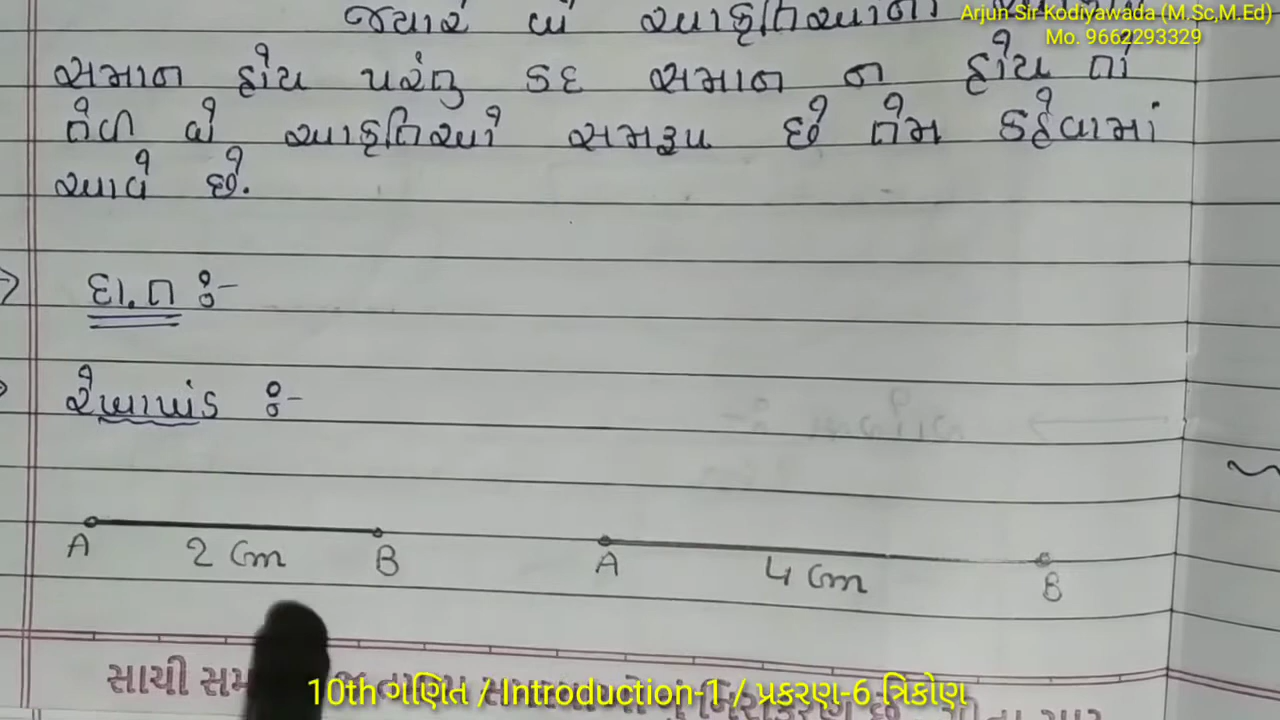 જયારે બે આકૃતિઓનો
Arjun Sir Kodiyawada (M.Sc,M.Ed)
Mo. 9662293329
સમાન હોય પરંતુ કદ સમાન ન હોય તો
તેવી બે આકૃતિઓ સમરૂપ છે તેમ કહેવામાં
આવે છે.
દા.ત :-
રેખાખંડ :-
A 2 cm B A 4 cm B
સાચી
10th ગણિત / Introduction-1 / પ્રકરણ-6 ત્રિકોણ